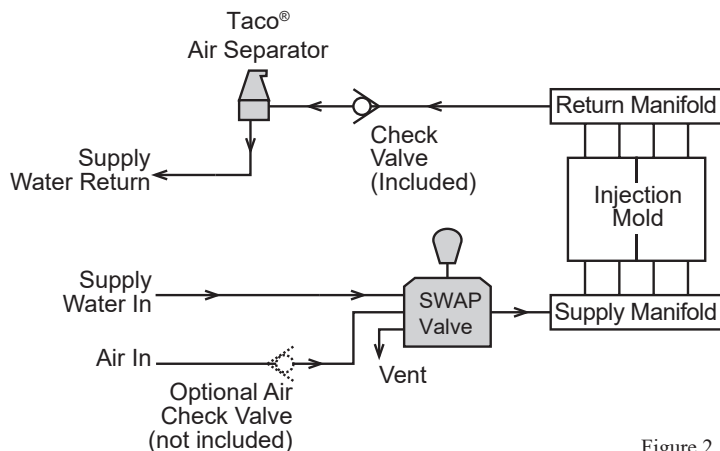 Taco®
Air Separator
Return Manifold
Check
Valve
(Included)
Supply
Water Return
Injection
Mold
Supply
Water In
SWAP
Valve
Supply Manifold
Air In
Vent
Optional Air
Check Valve
(not included)
Figure 2